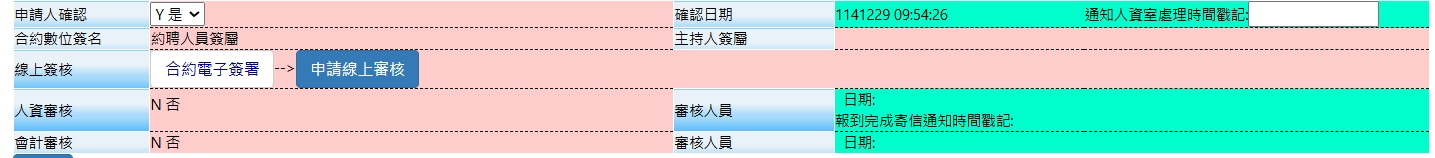 申請人確認 Y 是 確認日期 1141229 09:54:26 通知人資室處理時間戳記:
合約數位簽名 約聘人員簽屬 主持人簽屬
線上簽核 合約電子簽署 --> 申請線上審核
人資審核 N 否 審核人員 日期:
報到完成寄信通知時間戳記:
會計審核 N 否 審核人員 日期: